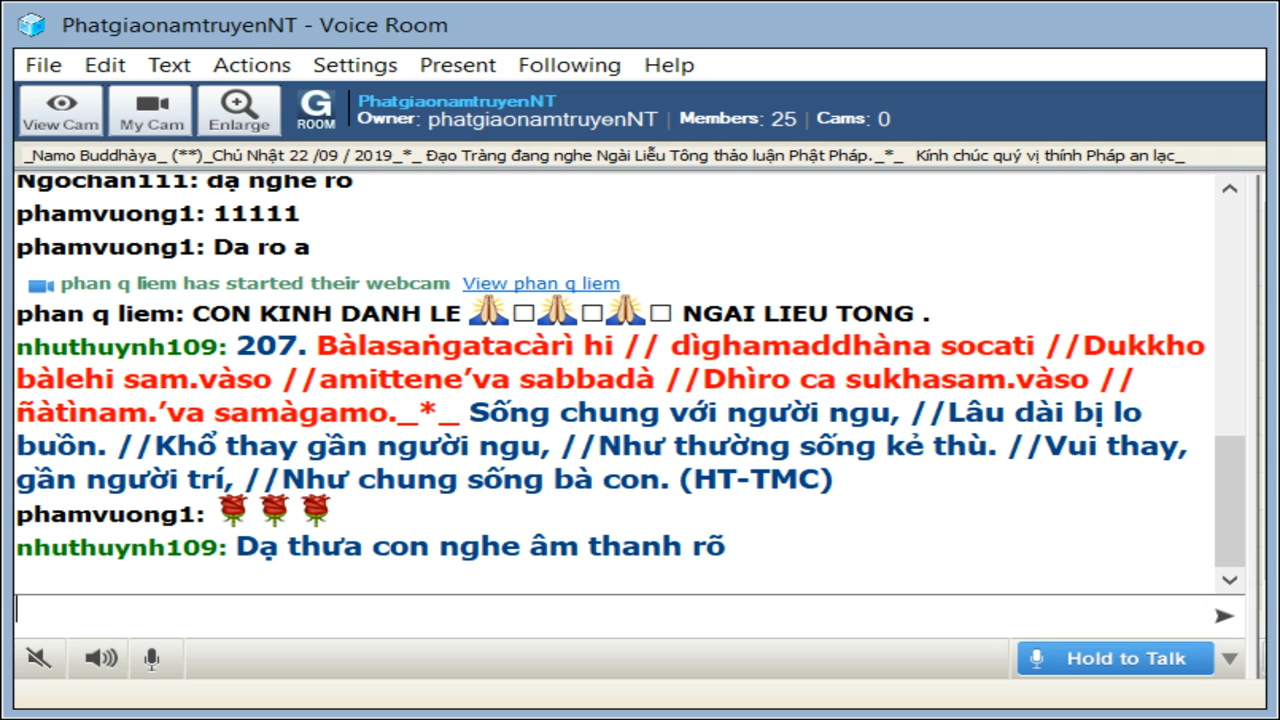 PhatgiaonamtruyenNT - Voice Room
File Edit Text Actions Settings Present Following Help
View Cam My Cam Enlarge G ROOM
PhatgiaonamtruyenNT
Owner: phatgiaonamtruyenNT | Members: 25 | Cams: 0
_Namo Buddhàya_ (**)_Chủ Nhật 22 /09 / 2019_*_ Đạo Tràng đang nghe Ngài Liễu Tông thảo luận Phật Pháp._*_ Kính chúc quý vị thính Pháp an lạc_
Ngochan111: dạ nghe rõ
phamvuong1: 11111
phamvuong1: Da ro a
phan q liem has started their webcam View phan q liem
phan q liem: CON KINH DANH LE 🙏□🙏□🙏□ NGAI LIEU TONG .
nhuthuynh109: 207. Bàlasaṅgatacàrì hi // dìghamaddhàna socati //Dukkho
bàlehi sam.vàso //amittene’va sabbadà //Dhìro ca sukhasam.vàso //
ñàtìnam.’va samàgamo._*_ Sống chung với người ngu, //Lâu dài bị lo
buồn. //Khổ thay gần người ngu, //Như thường sống kẻ thù. //Vui thay,
gần người trí, //Như chung sống bà con. (HT-TMC)
phamvuong1: 🌹🌹🌹
nhuthuynh109: Dạ thưa con nghe âm thanh rõ
Hold to Talk